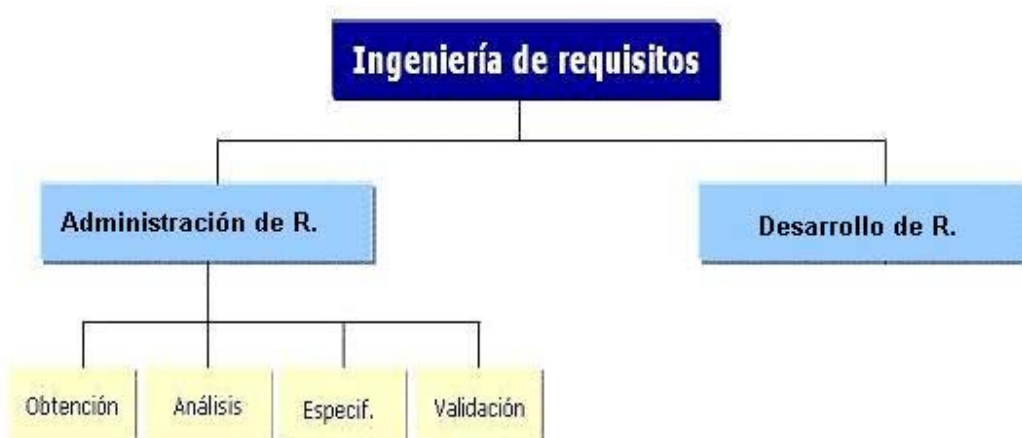 Ingeniería de requisitos
Administración de R.
Desarrollo de R.
Obtención
Análisis
Especif.
Validación